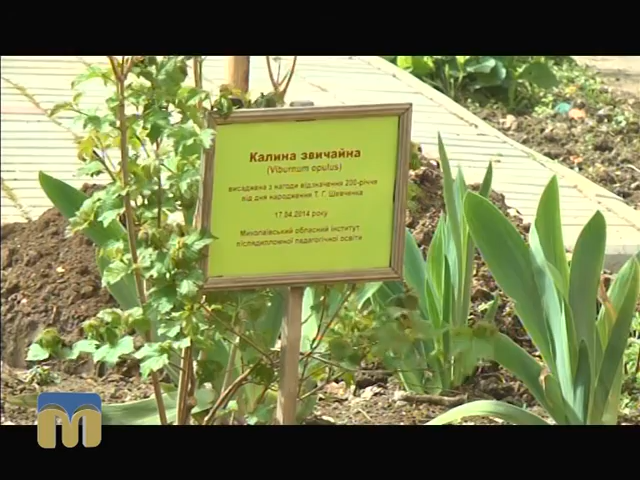 Калина звичайна
(Viburnum opulus)
висаджена з нагоди відзначення 200-річчя
від дня народження Т. Г. Шевченка
17.04.2014 року
Миколаївський обласний інститут
післядипломної педагогічної освіти
m